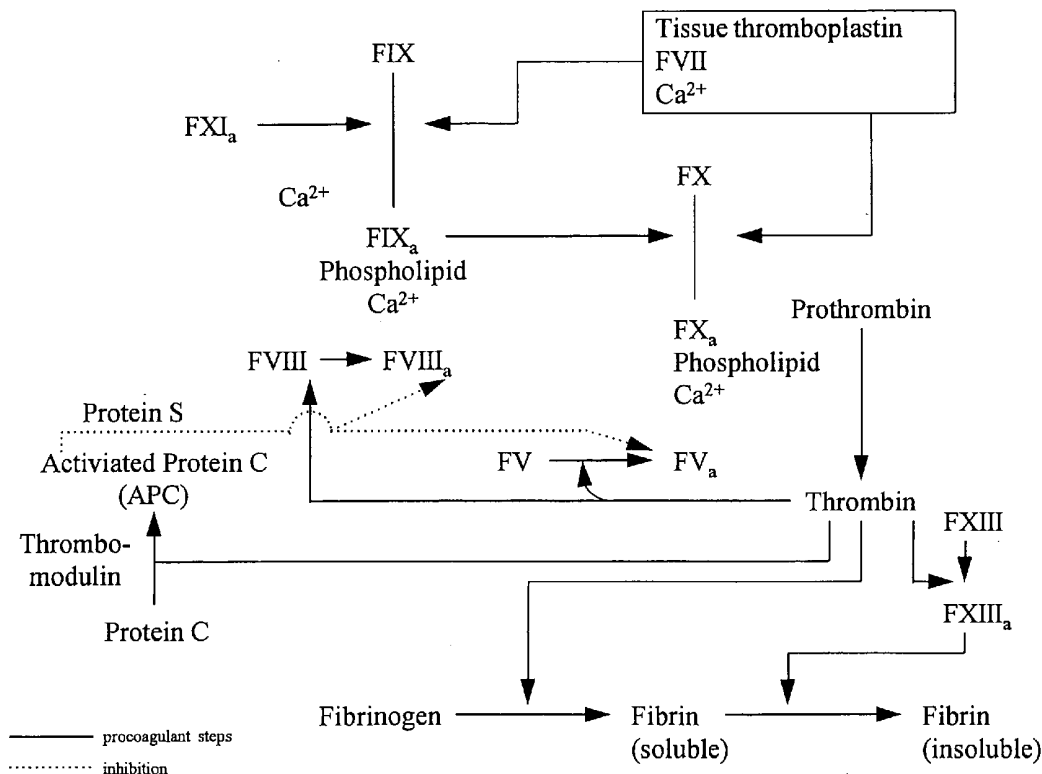 Tissue thromboplastin
FVII
Ca²⁺
FIX
FXIₐ
Ca²⁺
FX
FIXₐ
Phospholipid
Ca²⁺
Prothrombin
FXₐ
Phospholipid
Ca²⁺
FVIII
FVIIIₐ
Protein S
Activiated Protein C
(APC)
FV
FVₐ
Thrombin
FXIII
Thrombo-
modulin
FXIIIₐ
Protein C
Fibrinogen
Fibrin
(soluble)
Fibrin
(insoluble)
procoagulant steps
inhibition